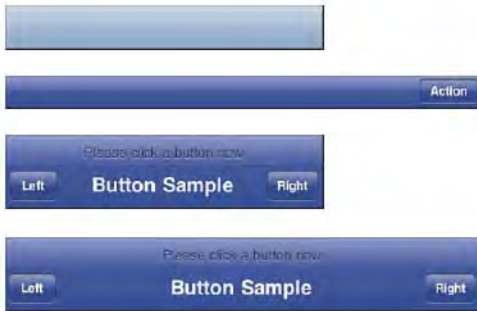 Action
Please click a button now
Left Button Sample Right
Please click a button now
Left Button Sample Right